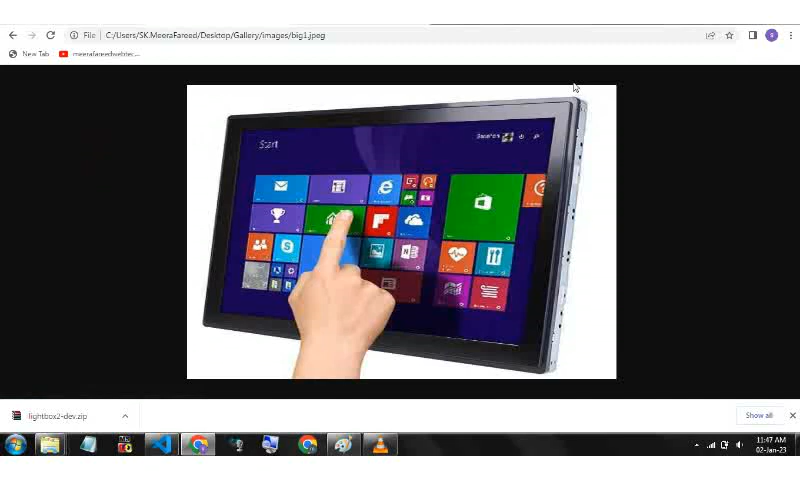 File | C:/Users/SK.MeeraFareed/Desktop/Gallery/images/big1.jpeg
S
New Tab
meerafareedwebtec...
Start
lightbox2-dev.zip
Show all
11:47 AM
02-Jan-23